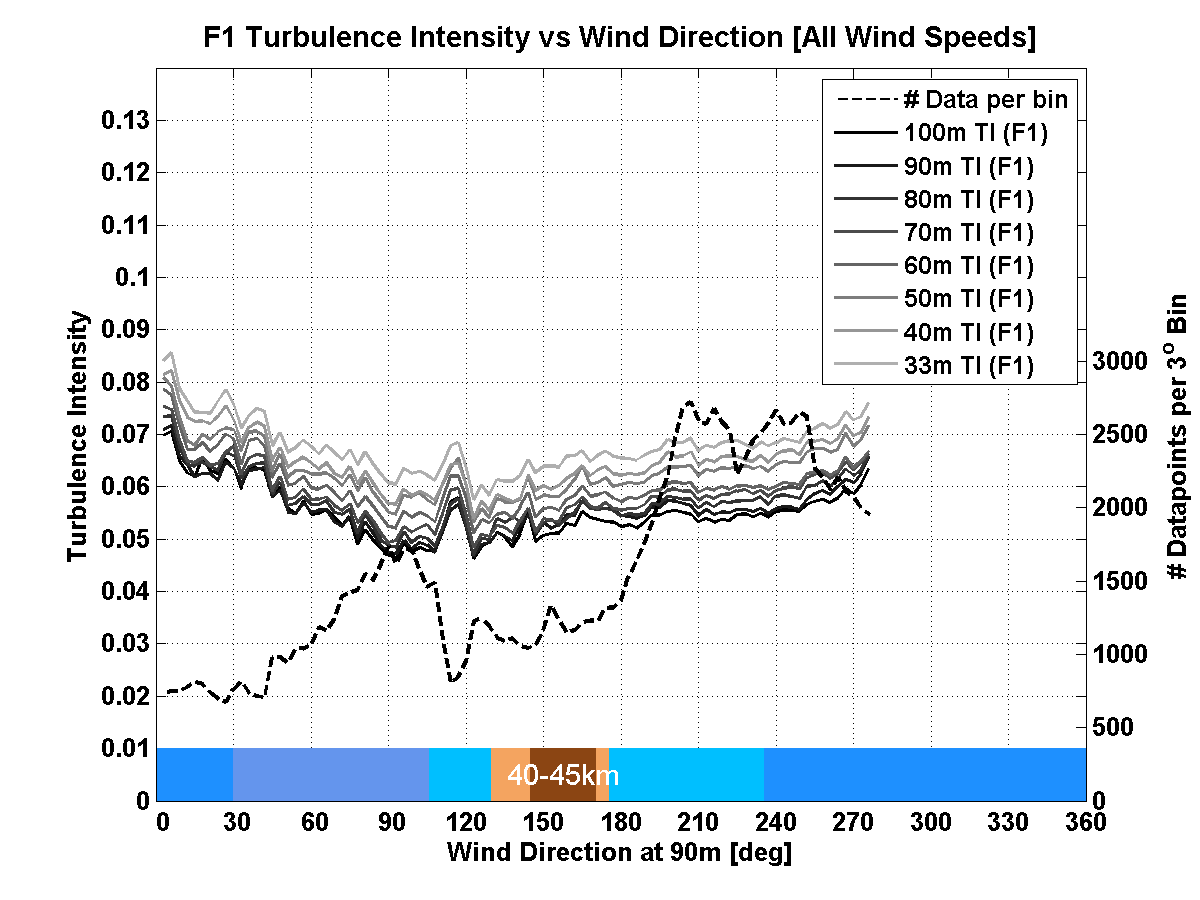 F1 Turbulence Intensity vs Wind Direction [All Wind Speeds]
# Data per bin
100m TI (F1)
90m TI (F1)
80m TI (F1)
70m TI (F1)
60m TI (F1)
50m TI (F1)
40m TI (F1)
33m TI (F1)
Turbulence Intensity
0.13
0.12
0.11
0.1
0.09
0.08
0.07
0.06
0.05
0.04
0.03
0.02
0.01
0
# Datapoints per 3° Bin
3000
2500
2000
1500
1000
500
0
40-45km
0 30 60 90 120 150 180 210 240 270 300 330 360
Wind Direction at 90m [deg]